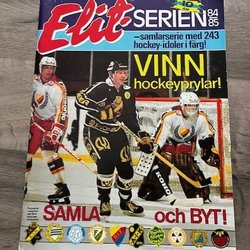 Elit-
SERIEN 84 85
–samlarserie med 243
hockey-idoler i färg!
VINN
hockeyprylar!
SAMLA
och BYT!